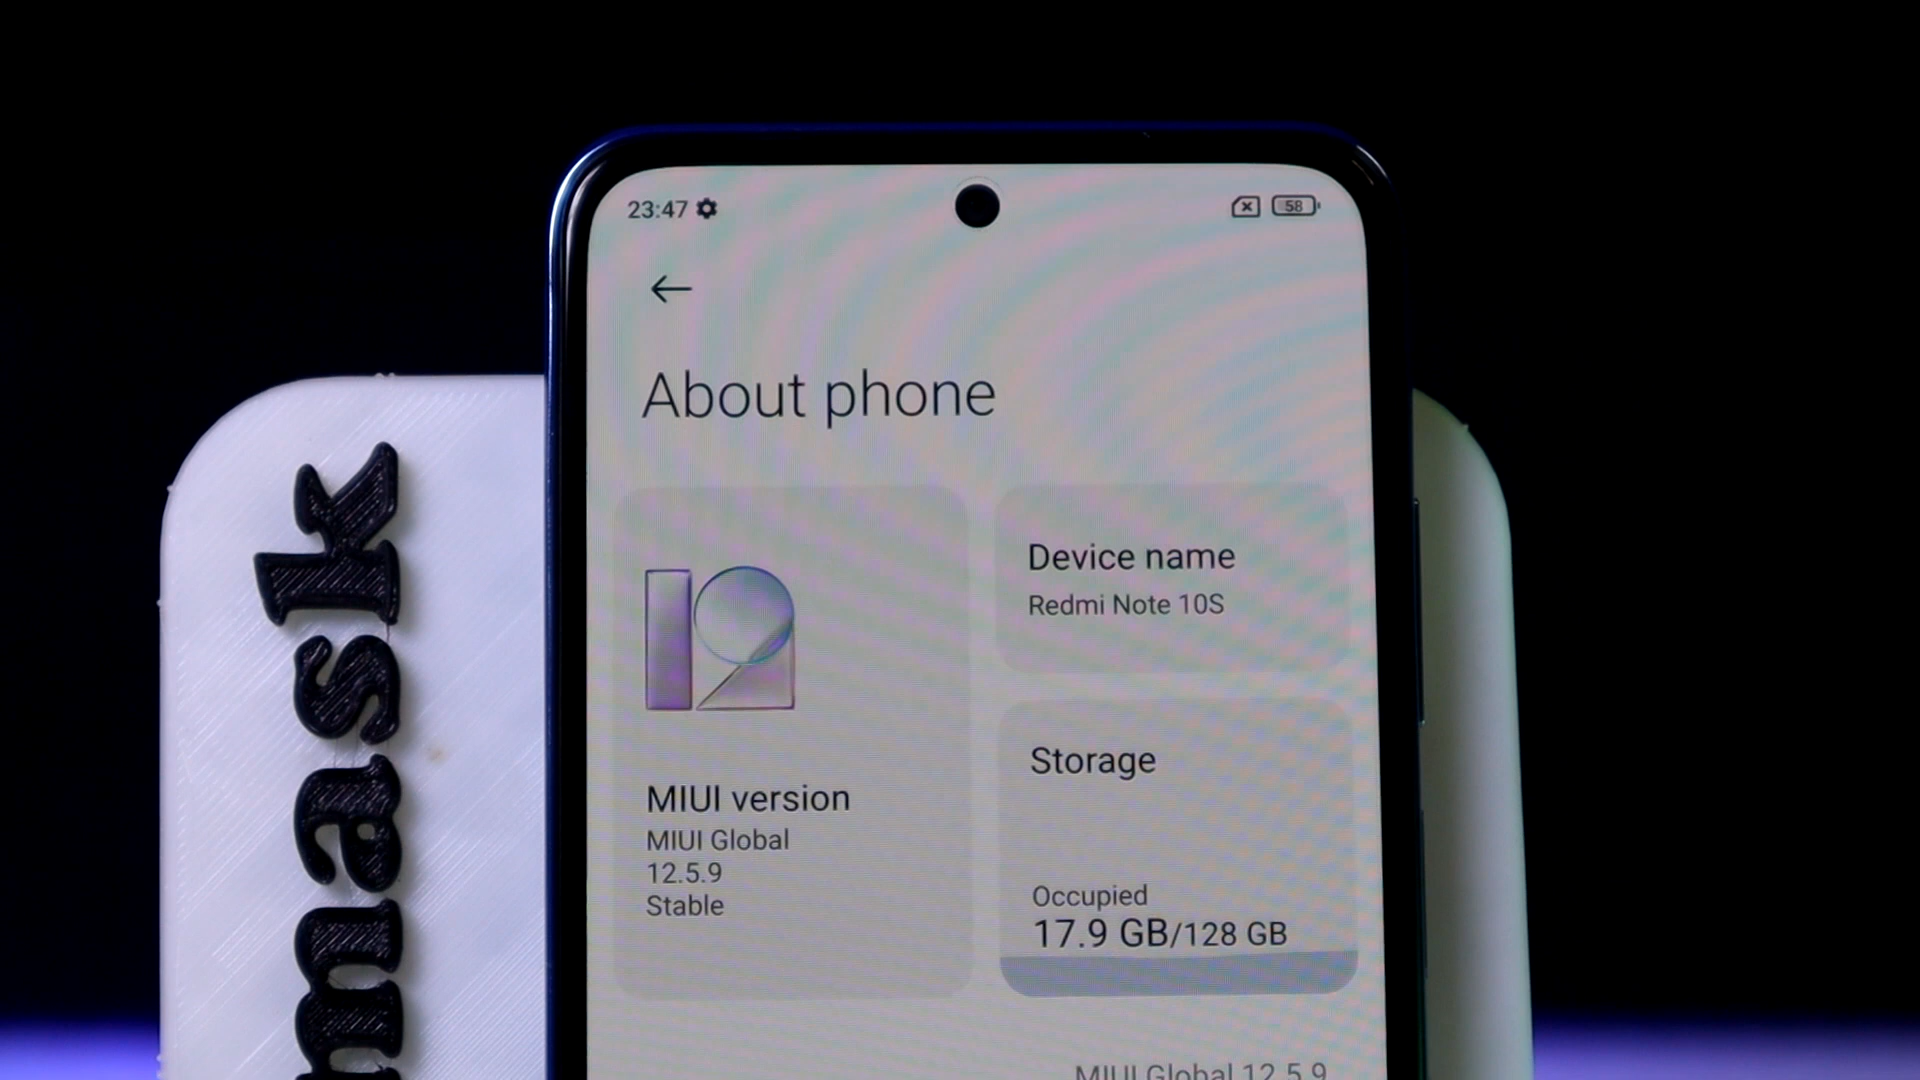 23:47
58
About phone
12
Device name
Redmi Note 10S
MIUI version
MIUI Global
12.5.9
Stable
Storage
Occupied
17.9 GB/128 GB
MIUI Global 12.5.9
mask